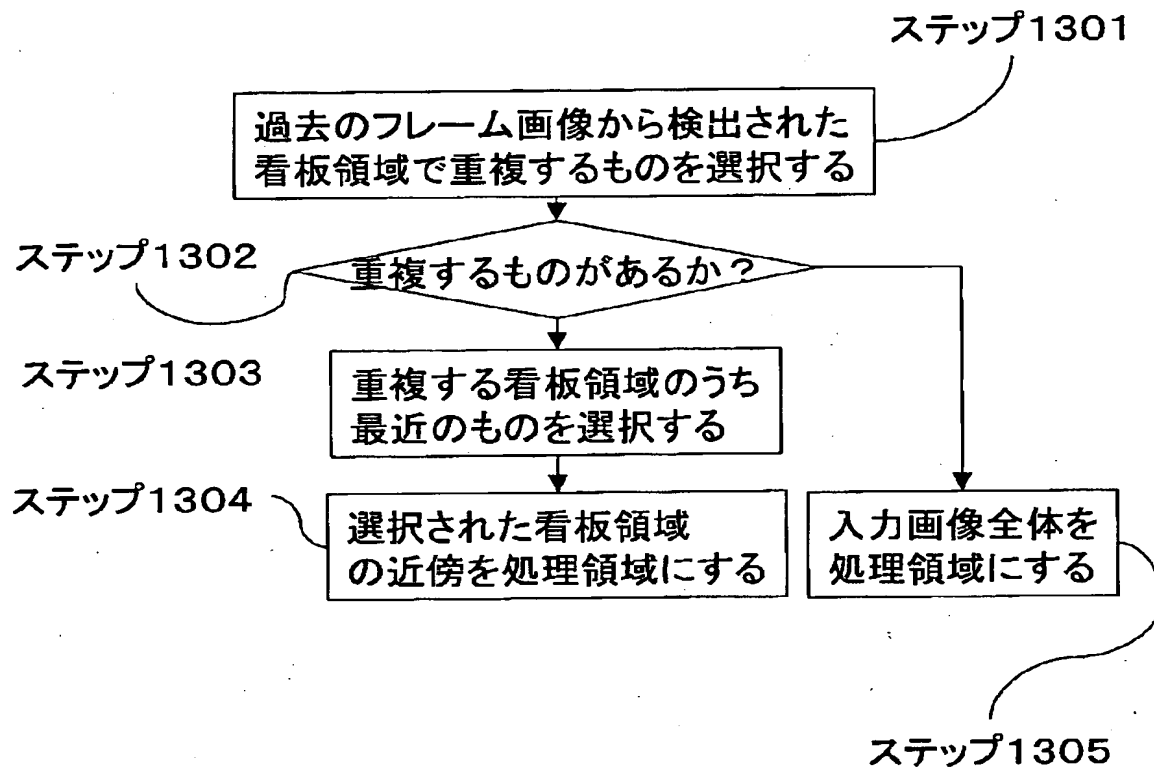 ステップ1301
過去のフレーム画像から検出された
看板領域で重複するものを選択する
ステップ1302
重複するものがあるか？
ステップ1303
重複する看板領域のうち
最近のものを選択する
ステップ1304
選択された看板領域
の近傍を処理領域にする
入力画像全体を
処理領域にする
ステップ1305